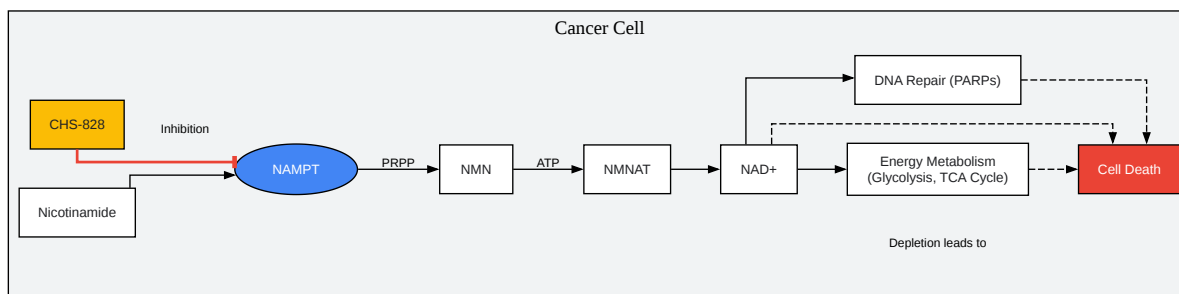 Cancer Cell
DNA Repair (PARPs)
CHS-828
Inhibition
NAMPT
PRPP
NMN
ATP
NMNAT
NAD+
Energy Metabolism
(Glycolysis, TCA Cycle)
Cell Death
Nicotinamide
Depletion leads to